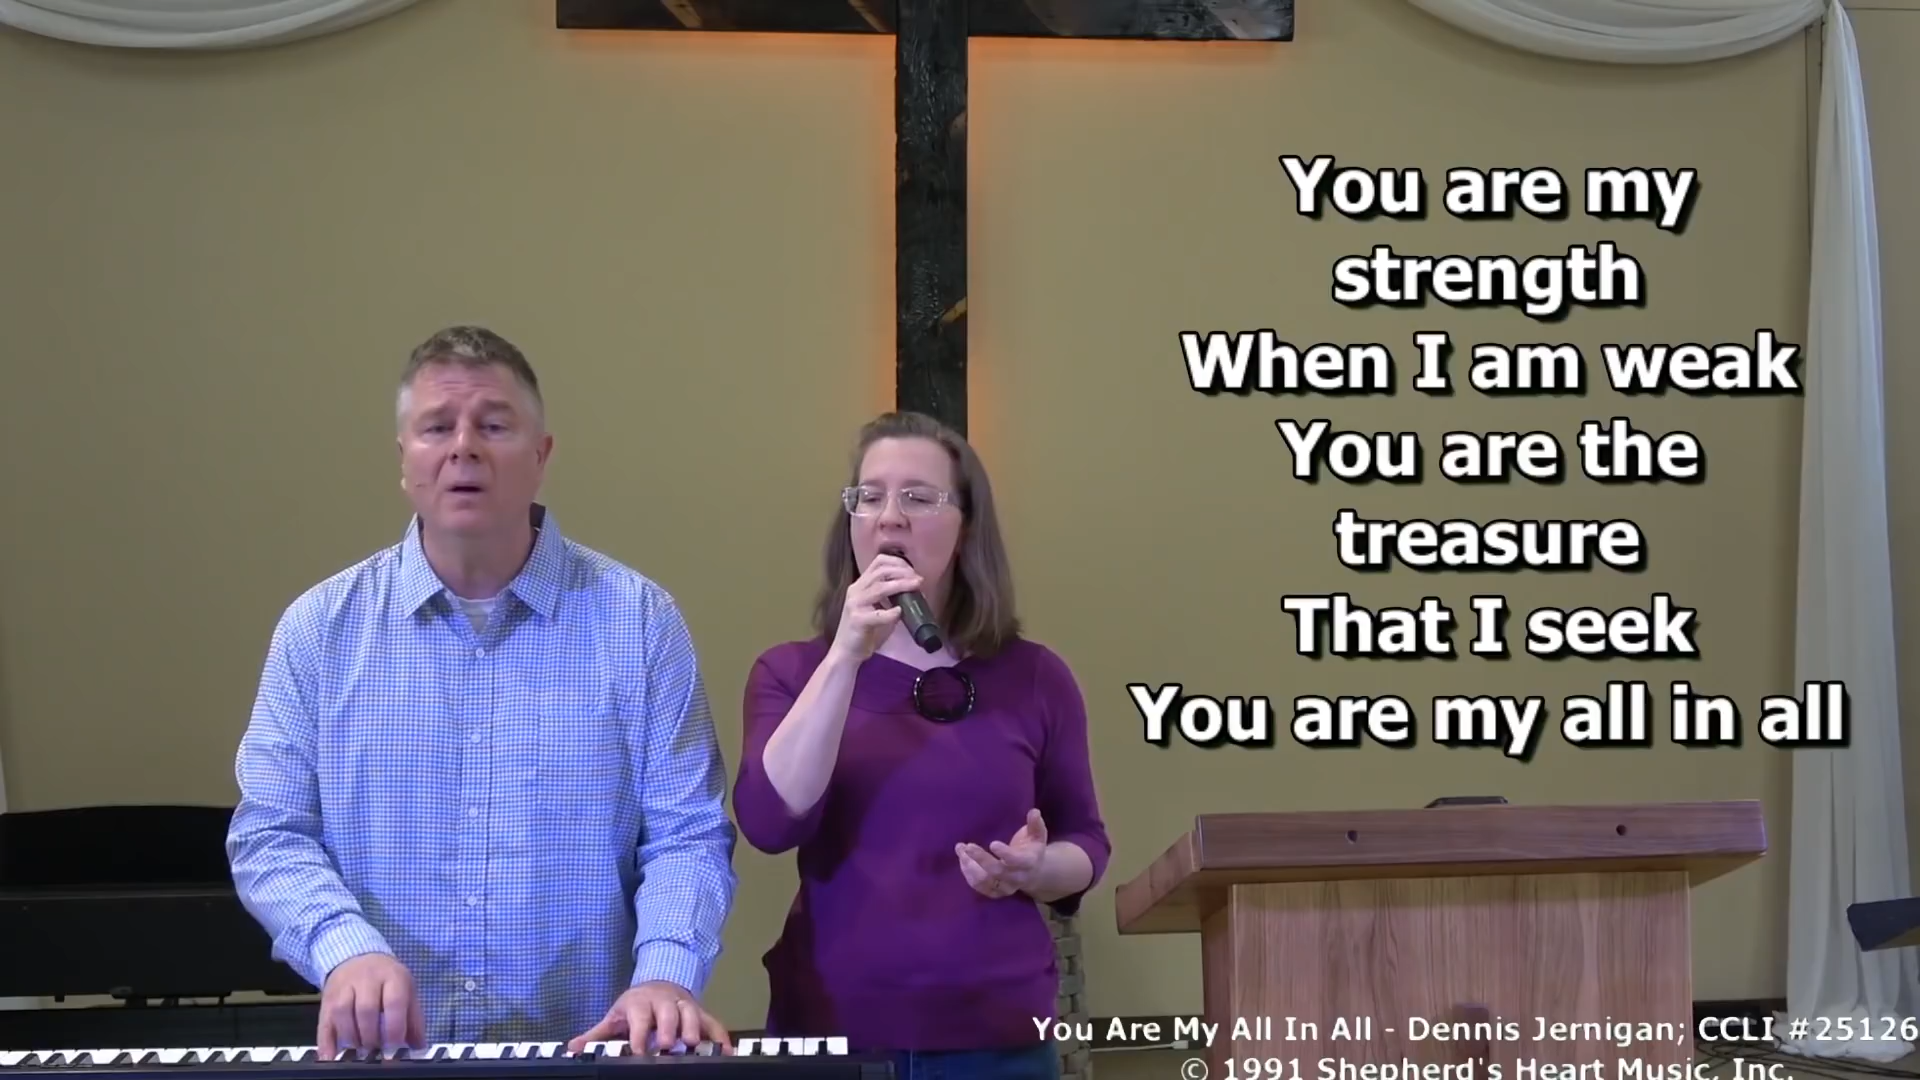 You are my
strength
When I am weak
You are the
treasure
That I seek
You are my all in all
You Are My All In All - Dennis Jernigan; CCLI #25126
© 1991 Shepherd's Heart Music, Inc.